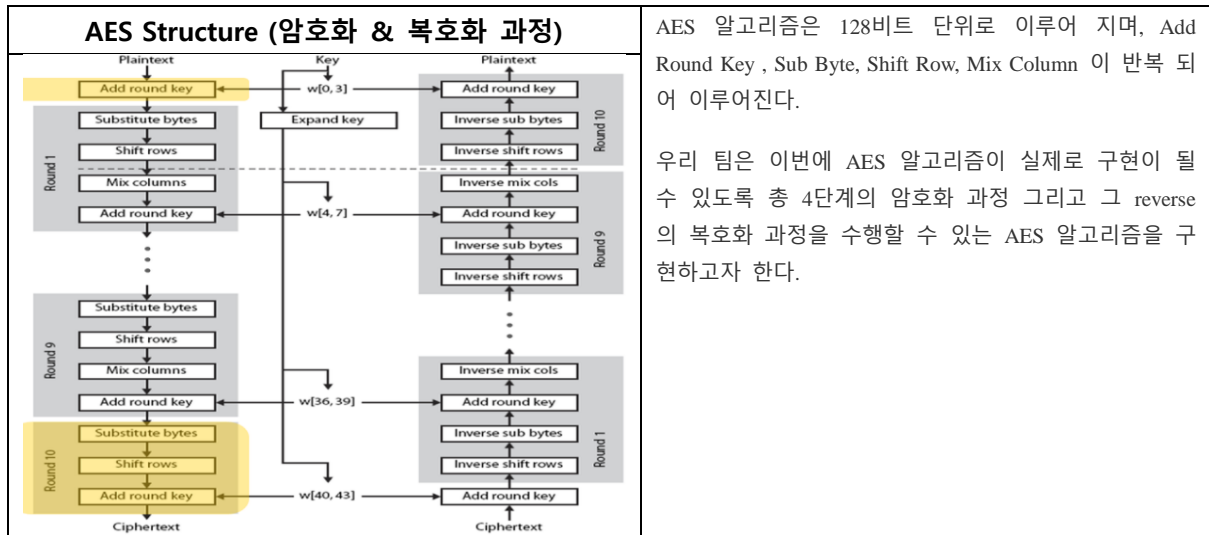 AES Structure (암호화 & 복호화 과정)
Plaintext
Key
Plaintext
Add round key
w[0, 3]
Add round key
Substitute bytes
Expand key
Inverse sub bytes
Round 10
Shift rows
Inverse shift rows
Round 1
Mix columns
Inverse mix cols
Add round key
w[4, 7]
Add round key
Inverse sub bytes
Round 9
Inverse shift rows
Substitute bytes
Shift rows
Round 9
Mix columns
Inverse mix cols
Add round key
w[36, 39]
Add round key
Substitute bytes
Inverse sub bytes
Round 1
Shift rows
Inverse shift rows
Round 10
Add round key
w[40, 43]
Add round key
Ciphertext
Ciphertext
AES 알고리즘은 128비트 단위로 이루어 지며, Add
Round Key , Sub Byte, Shift Row, Mix Column 이 반복 되
어 이루어진다.
우리 팀은 이번에 AES 알고리즘이 실제로 구현이 될
수 있도록 총 4단계의 암호화 과정 그리고 그 reverse
의 복호화 과정을 수행할 수 있는 AES 알고리즘을 구
현하고자 한다.